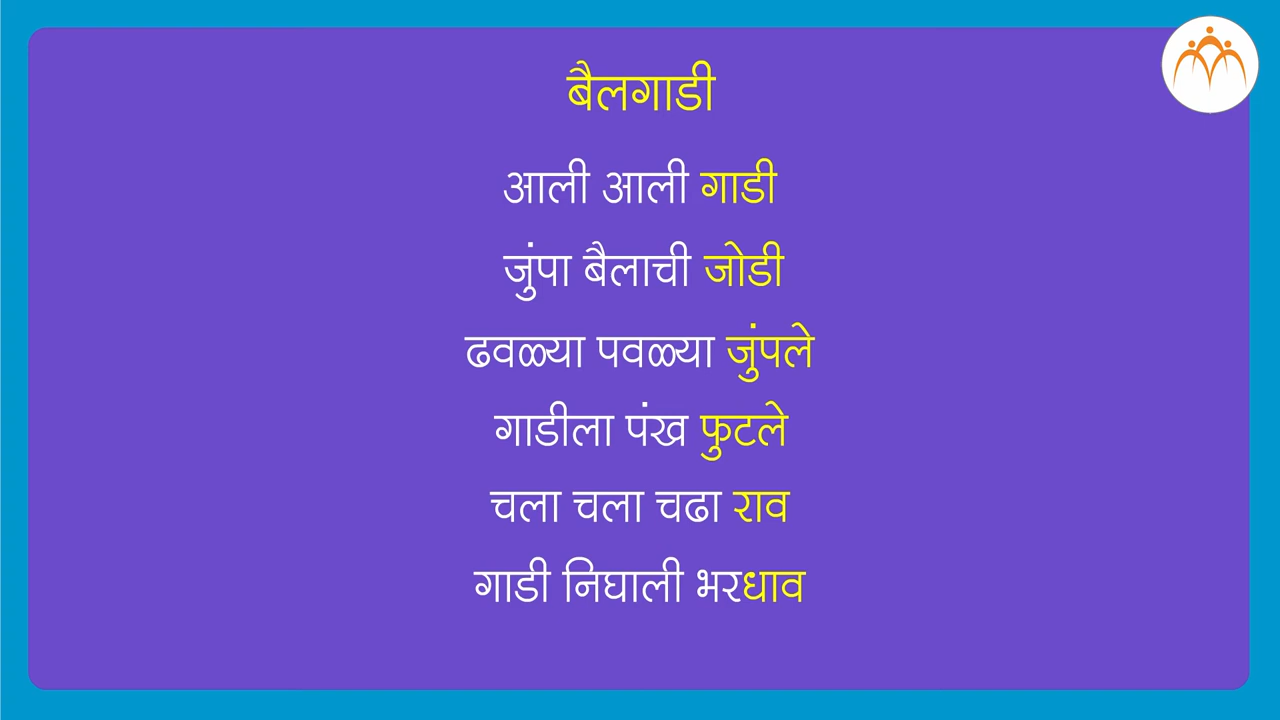 बैलगाडी
आली आली गाडी
जुंपा बैलाची जोडी
ढवळ्या पवळ्या जुंपले
गाडीला पंख फुटले
चला चला चढा राव
गाडी निघाली भरधाव